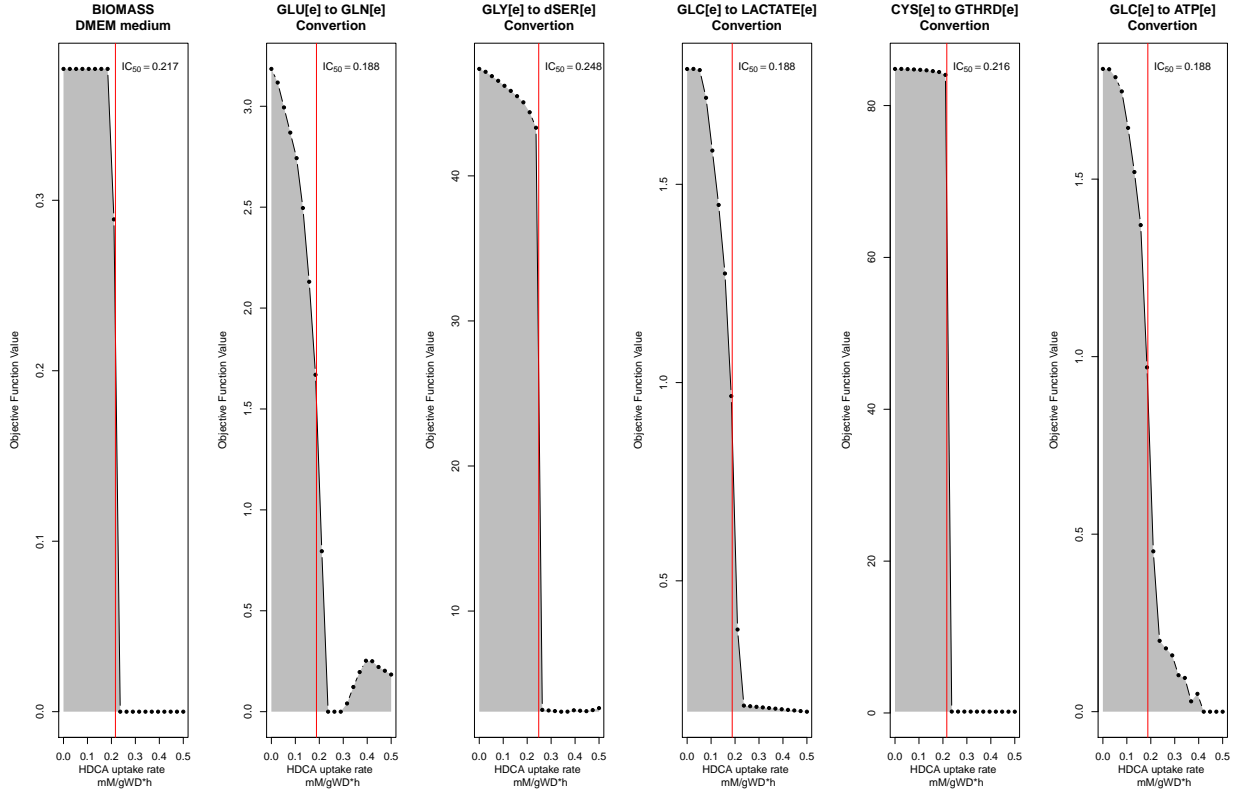 BIOMASS
DMEM medium
IC50 = 0.217
Objective Function Value
0.0
0.1
0.2
0.3
0.0 0.1 0.2 0.3 0.4 0.5
HDCA uptake rate
mM/gWD*h
GLU[e] to GLN[e]
Convertion
IC50 = 0.188
Objective Function Value
0.0
0.5
1.0
1.5
2.0
2.5
3.0
0.0 0.1 0.2 0.3 0.4 0.5
HDCA uptake rate
mM/gWD*h
GLY[e] to dSER[e]
Convertion
IC50 = 0.248
Objective Function Value
10
20
30
40
0.0 0.1 0.2 0.3 0.4 0.5
HDCA uptake rate
mM/gWD*h
GLC[e] to LACTATE[e]
Convertion
IC50 = 0.188
Objective Function Value
0.5
1.0
1.5
0.0 0.1 0.2 0.3 0.4 0.5
HDCA uptake rate
mM/gWD*h
CYS[e] to GTHRD[e]
Convertion
IC50 = 0.216
Objective Function Value
0
20
40
60
80
0.0 0.1 0.2 0.3 0.4 0.5
HDCA uptake rate
mM/gWD*h
GLC[e] to ATP[e]
Convertion
IC50 = 0.188
Objective Function Value
0.0
0.5
1.0
1.5
0.0 0.1 0.2 0.3 0.4 0.5
HDCA uptake rate
mM/gWD*h